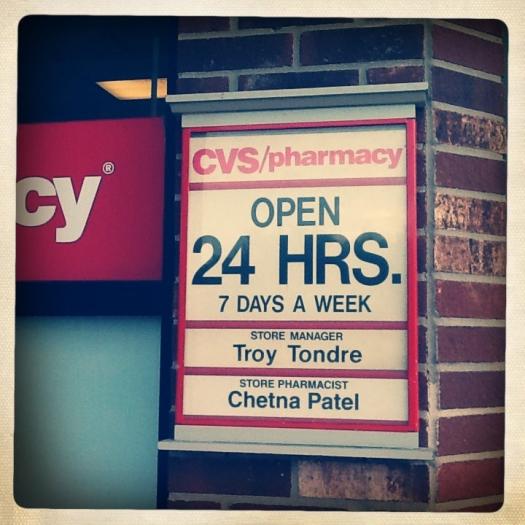 cy®
CVS/pharmacy
OPEN
24 HRS.
7 DAYS A WEEK
STORE MANAGER
Troy Tondre
STORE PHARMACIST
Chetna Patel